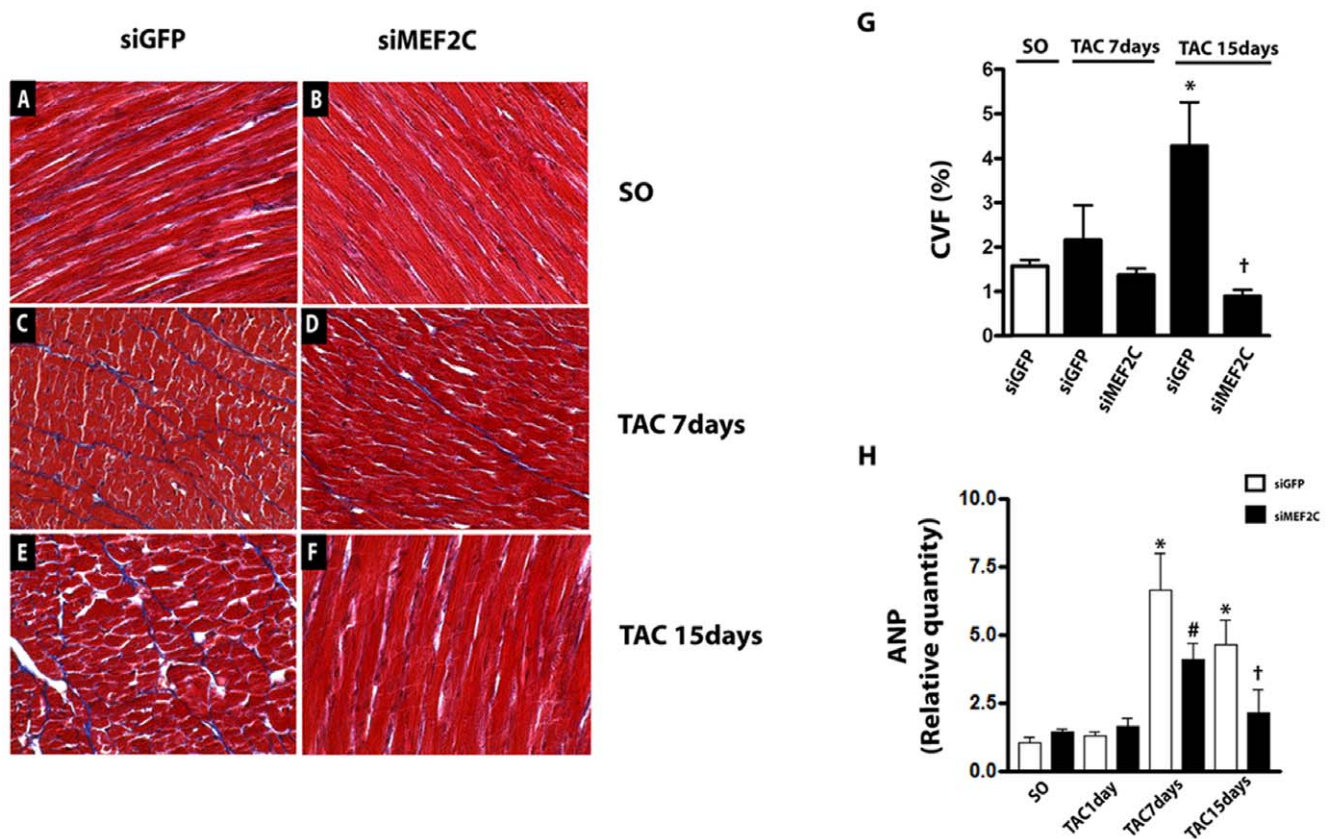 siGFP siMEF2C
A B
SO
C D
TAC 7days
E F
TAC 15days
G
SO TAC 7days TAC 15days
6
5
4
3
2
1
0
CVF (%)
*
†
siGFP siGFP siMEF2C siGFP siMEF2C
H
siGFP
siMEF2C
10.0
7.5
5.0
2.5
0.0
ANP
(Relative quantity)
*
#
*
†
SO TAC1day TAC7days TAC15days